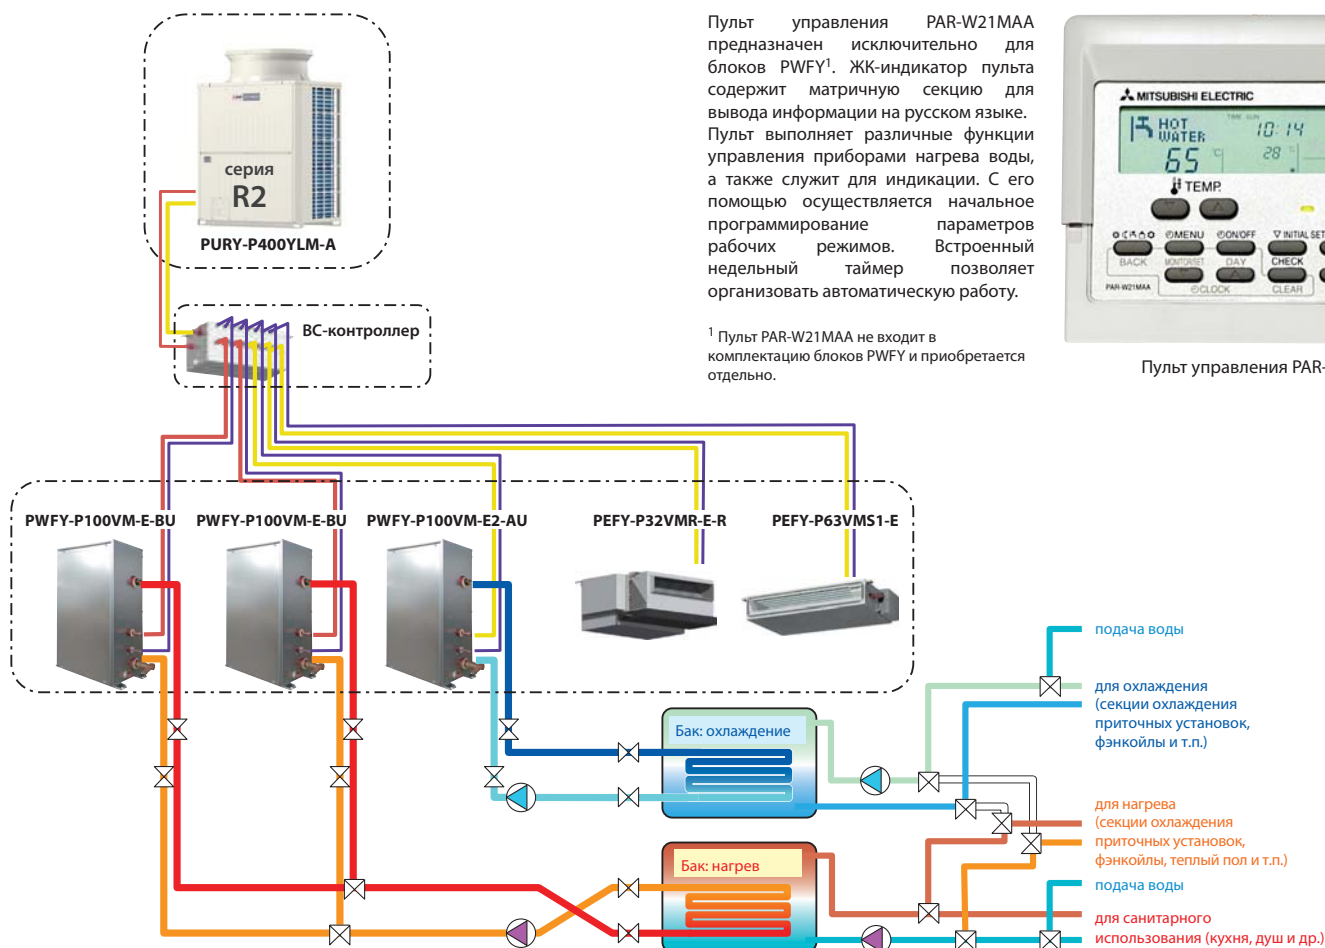 Пульт управления PAR-W21MAA
предназначен исключительно для
блоков PWFY¹. ЖК-индикатор пульта
содержит матричную секцию для
вывода информации на русском языке.
Пульт выполняет различные функции
управления приборами нагрева воды,
а также служит для индикации. С его
помощью осуществляется начальное
программирование параметров
рабочих режимов. Встроенный
недельный таймер позволяет
организовать автоматическую работу.
¹ Пульт PAR-W21MAA не входит в
комплектацию блоков PWFY и приобретается
отдельно.
MITSUBISHI ELECTRIC
HOT
WATER
TIME SUN
10:14
65 °C
28 °C
TEMP.
MENU
ON/OFF
INITIAL SET
BACK
MONITOR/SET
DAY
CHECK
PAR-W21MAA
CLOCK
CLEAR
Пульт управления PAR-
серия
R2
PURY-P400YLM-A
BC-контроллер
PWFY-P100VM-E-BU
PWFY-P100VM-E-BU
PWFY-P100VM-E2-AU
PEFY-P32VMR-E-R
PEFY-P63VMS1-E
Бак: охлаждение
Бак: нагрев
подача воды
для охлаждения
(секции охлаждения
приточных установок,
фэнкойлы и т.п.)
для нагрева
(секции охлаждения
приточных установок,
фэнкойлы, теплый пол и т.п.)
подача воды
для санитарного
использования (кухня, душ и др.)